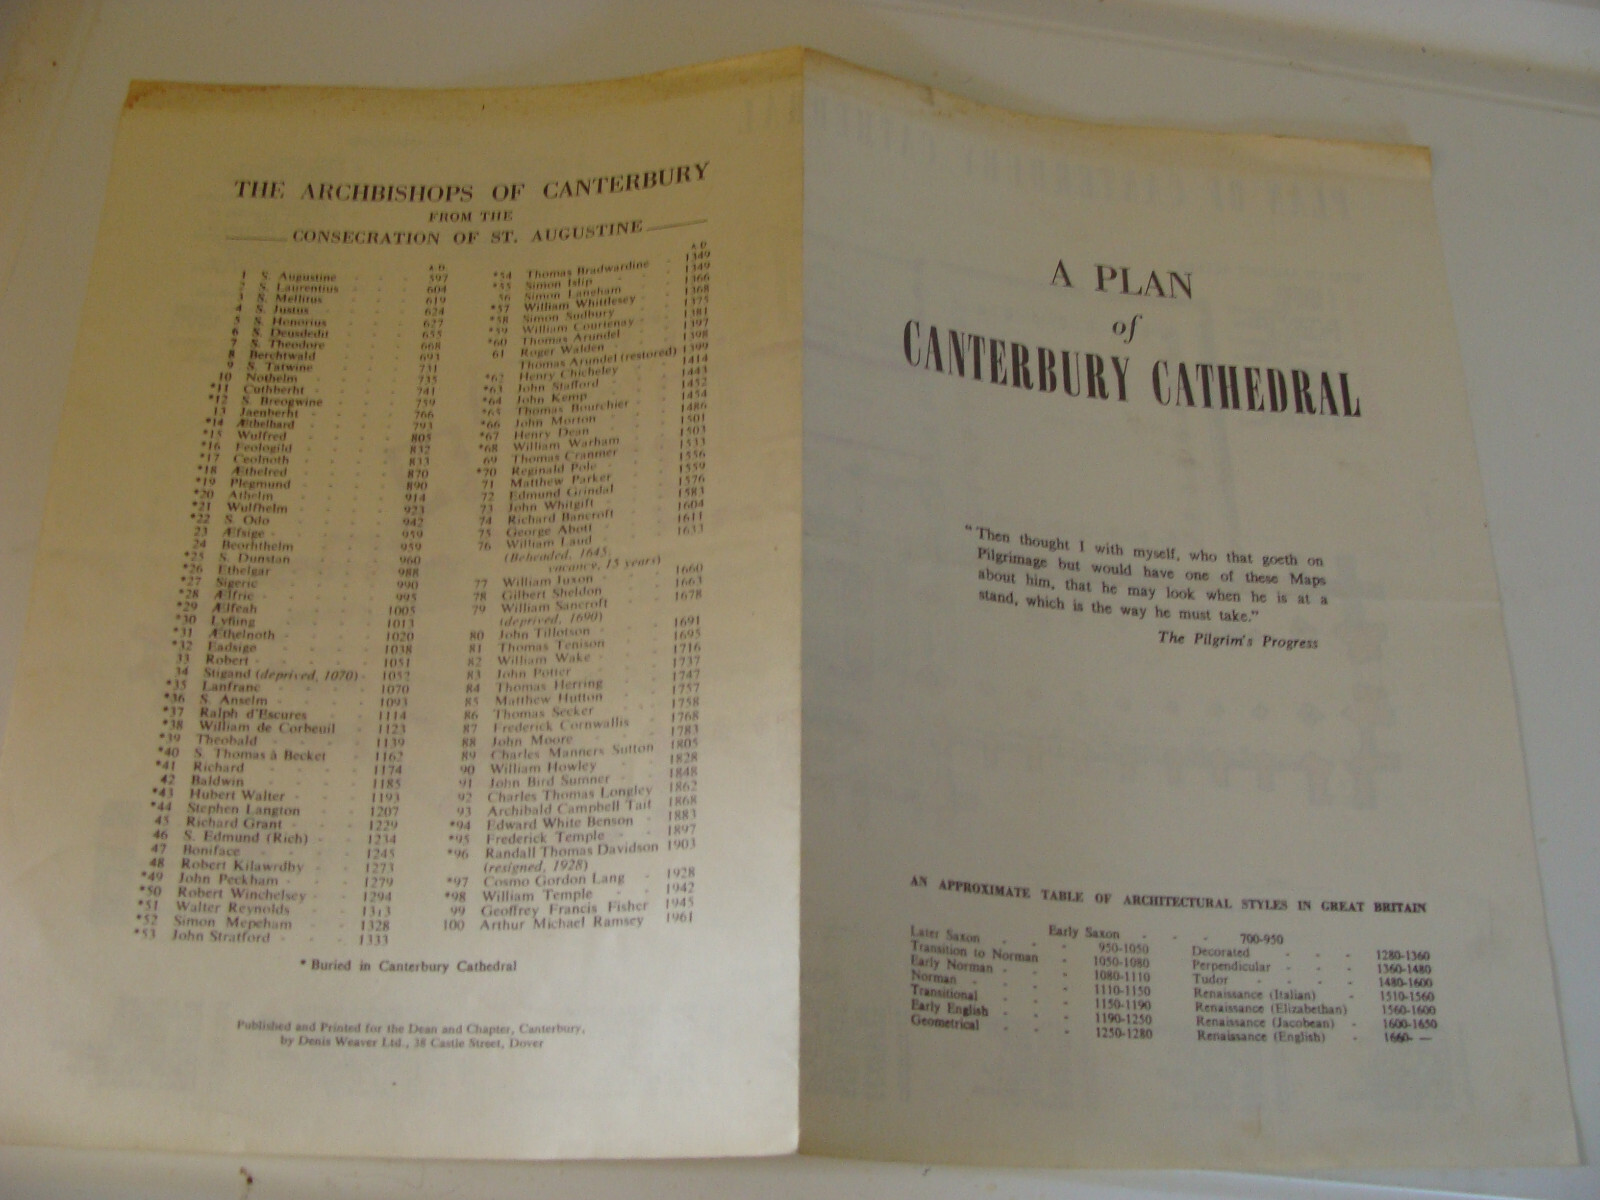 THE ARCHBISHOPS OF CANTERBURY
FROM THE
CONSECRATION OF ST. AUGUSTINE
A.D.
1 S. Augustine - - - 597
2 S. Laurentius - - - 604
3 S. Mellitus - - - 619
4 S. Justus - - - 624
5 S. Honorius - - - 627
6 S. Deusdedit - - - 655
7 S. Theodore - - - 668
8 Berchtwald - - - 693
9 S. Tatwine - - - 731
10 Nothelm - - - 735
*11 Cuthberht - - - 741
*12 S. Breogwine - - - 759
13 Jaenberht - - - 766
*14 Æthelhard - - - 793
*15 Wulfred - - - 805
*16 Feologild - - - 832
*17 Ceolnoth - - - 833
*18 Æthelred - - - 870
*19 Plegmund - - - 890
*20 Athelm - - - 914
*21 Wulfhelm - - - 923
*22 S. Odo - - - 942
23 Ælfsige - - - 959
24 Beorhthelm - - - 959
*25 S. Dunstan - - - 960
*26 Ethelgar - - - 988
*27 Sigeric - - - 990
*28 Ælfric - - - 995
*29 Ælfeah - - - 1005
*30 Lyfing - - - 1013
*31 Æthelnoth - - - 1020
*32 Eadsige - - - 1038
33 Robert - - - 1051
34 Stigand (deprived, 1070) - 1052
*35 Lanfranc - - - 1070
*36 S. Anselm - - - 1093
*37 Ralph d'Escures - - 1114
*38 William de Corbeuil - 1123
*39 Theobald - - - 1139
*40 S. Thomas à Becket - 1162
*41 Richard - - - 1174
42 Baldwin - - - 1185
*43 Hubert Walter - - - 1193
*44 Stephen Langton - - 1207
45 Richard Grant - - - 1229
46 S. Edmund (Rich) - - 1234
47 Boniface - - - 1245
48 Robert Kilawrdby - - 1273
*49 John Peckham - - - 1279
*50 Robert Winchelsey - - 1294
*51 Walter Reynolds - - 1313
*52 Simon Mepeham - - 1328
*53 John Stratford - - - 1333
A.D.
*54 Thomas Bradwardine - 1349
*55 Simon Islip - - - 1349
56 Simon Langham - - 1366
*57 William Whittlesey - - 1368
*58 Simon Sudbury - - 1375
*59 William Courtenay - - 1381
*60 Thomas Arundel - - 1397
61 Roger Walden - - - 1398
Thomas Arundel (restored) 1399
*62 Henry Chicheley - - 1414
*63 John Stafford - - - 1443
*64 John Kemp - - - 1452
*65 Thomas Bourchier - - 1454
*66 John Morton - - - 1486
*67 Henry Dean - - - 1501
*68 William Warham - - 1503
69 Thomas Cranmer - - 1533
*70 Reginald Pole - - - 1556
71 Matthew Parker - - 1559
72 Edmund Grindal - - 1576
73 John Whitgift - - - 1583
74 Richard Bancroft - - 1604
75 George Abott - - - 1611
76 William Laud - - - 1633
(Beheaded, 1645,
vacance, 15 years)
77 William Juxon - - - 1660
78 Gilbert Sheldon - - 1663
79 William Sancroft - - 1678
(deprived, 1690)
80 John Tillotson - - - 1691
81 Thomas Tenison - - 1695
82 William Wake - - - 1716
83 John Potter - - - 1737
84 Thomas Herring - - 1747
85 Matthew Hutton - - 1757
86 Thomas Secker - - 1758
87 Frederick Cornwallis - 1768
88 John Moore - - - 1783
89 Charles Manners Sutton 1805
90 William Howley - - 1828
91 John Bird Sumner - - 1848
92 Charles Thomas Longley 1862
93 Archibald Campbell Tait 1868
*94 Edward White Benson - 1883
*95 Frederick Temple - - 1897
*96 Randall Thomas Davidson 1903
(resigned, 1928)
*97 Cosmo Gordon Lang - 1928
*98 William Temple - - 1942
99 Geoffrey Francis Fisher 1945
100 Arthur Michael Ramsey 1961
* Buried in Canterbury Cathedral
Published and Printed for the Dean and Chapter, Canterbury,
by Denis Weaver Ltd., 38 Castle Street, Dover
A PLAN
of
CANTERBURY CATHEDRAL
"Then thought I with myself, who that goeth on
Pilgrimage but would have one of these Maps
about him, that he may look when he is at a
stand, which is the way he must take."
The Pilgrim's Progress
AN APPROXIMATE TABLE OF ARCHITECTURAL STYLES IN GREAT BRITAIN
Early Saxon - - - 700-950
Later Saxon - - - 950-1050
Transition to Norman - 1050-1080
Early Norman - - - 1080-1110
Norman - - - 1110-1150
Transitional - - - 1150-1190
Early English - - - 1190-1250
Geometrical - - - 1250-1280
Decorated - - - 1280-1360
Perpendicular - - - 1360-1480
Tudor - - - - 1480-1600
Renaissance (Italian) - 1510-1560
Renaissance (Elizabethan) 1560-1600
Renaissance (Jacobean) - 1600-1650
Renaissance (English) - 1660- —